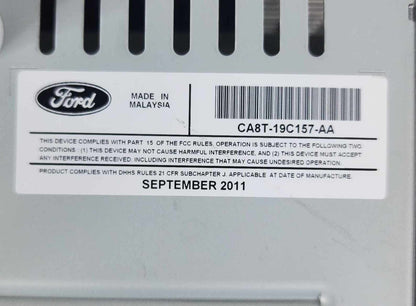 Ford
MADE IN
MALAYSIA
CA8T-19C157-AA
THIS DEVICE COMPLIES WITH PART 15 OF THE FCC RULES, OPERATION IS SUBJECT TO THE FOLLOWING TWO
CONDITIONS : (1) THIS DEVICE MAY NOT CAUSE HARMFUL INTERFERENCE, AND (2) THIS DEVICE MUST ACCEPT
ANY INTERFERENCE RECEIVED, INCLUDING INTERFERENCE THAT MAY CAUSE UNDESIRED OPERATION.
PRODUCT COMPLIES WITH DHHS RULES 21 CFR SUBCHAPTER J. APPLICABLE AT DATE OF MANUFACTURE.
SEPTEMBER 2011